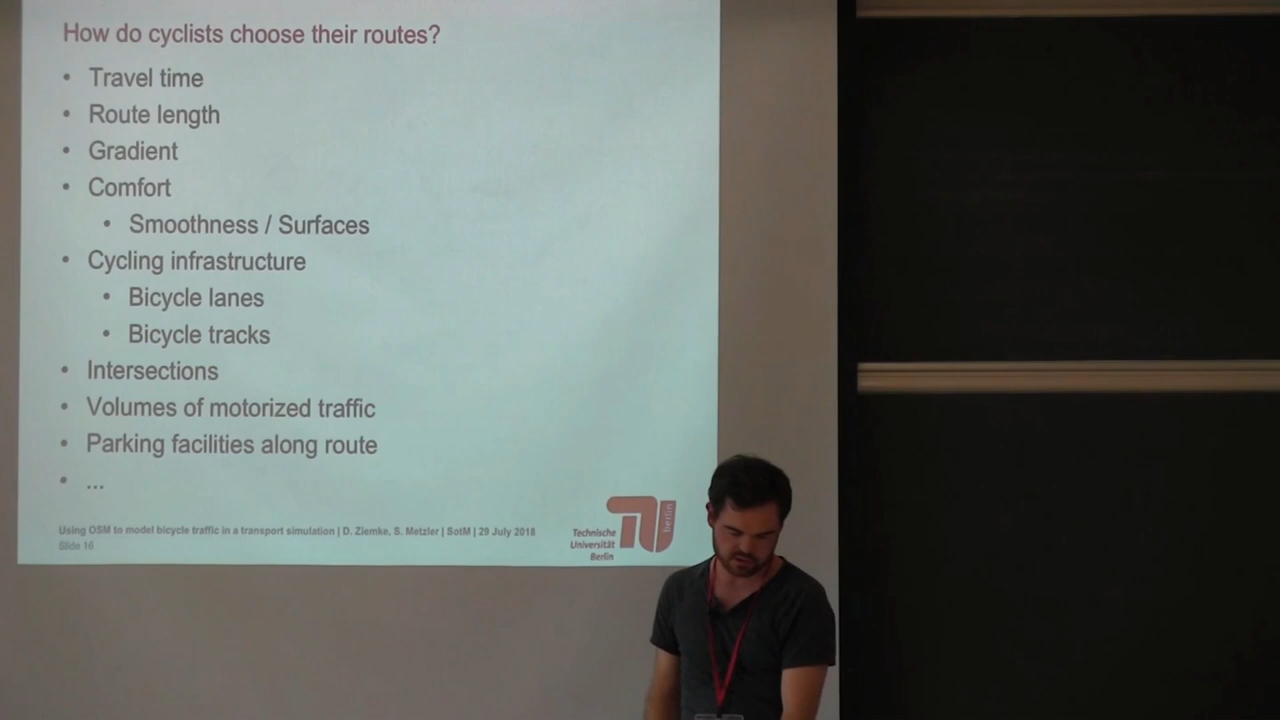 How do cyclists choose their routes?
• Travel time
• Route length
• Gradient
• Comfort
• Smoothness / Surfaces
• Cycling infrastructure
• Bicycle lanes
• Bicycle tracks
• Intersections
• Volumes of motorized traffic
• Parking facilities along route
• ...
Using OSM to model bicycle traffic in a transport simulation | D. Ziemke, S. Metzler | SotM | 29 July 2018
Slide 16
berlin
Technische
Universität
Berlin